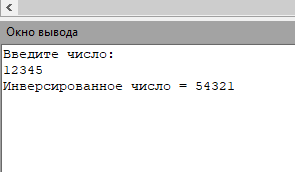 Окно вывода
Введите число:
12345
Инверсированное число = 54321